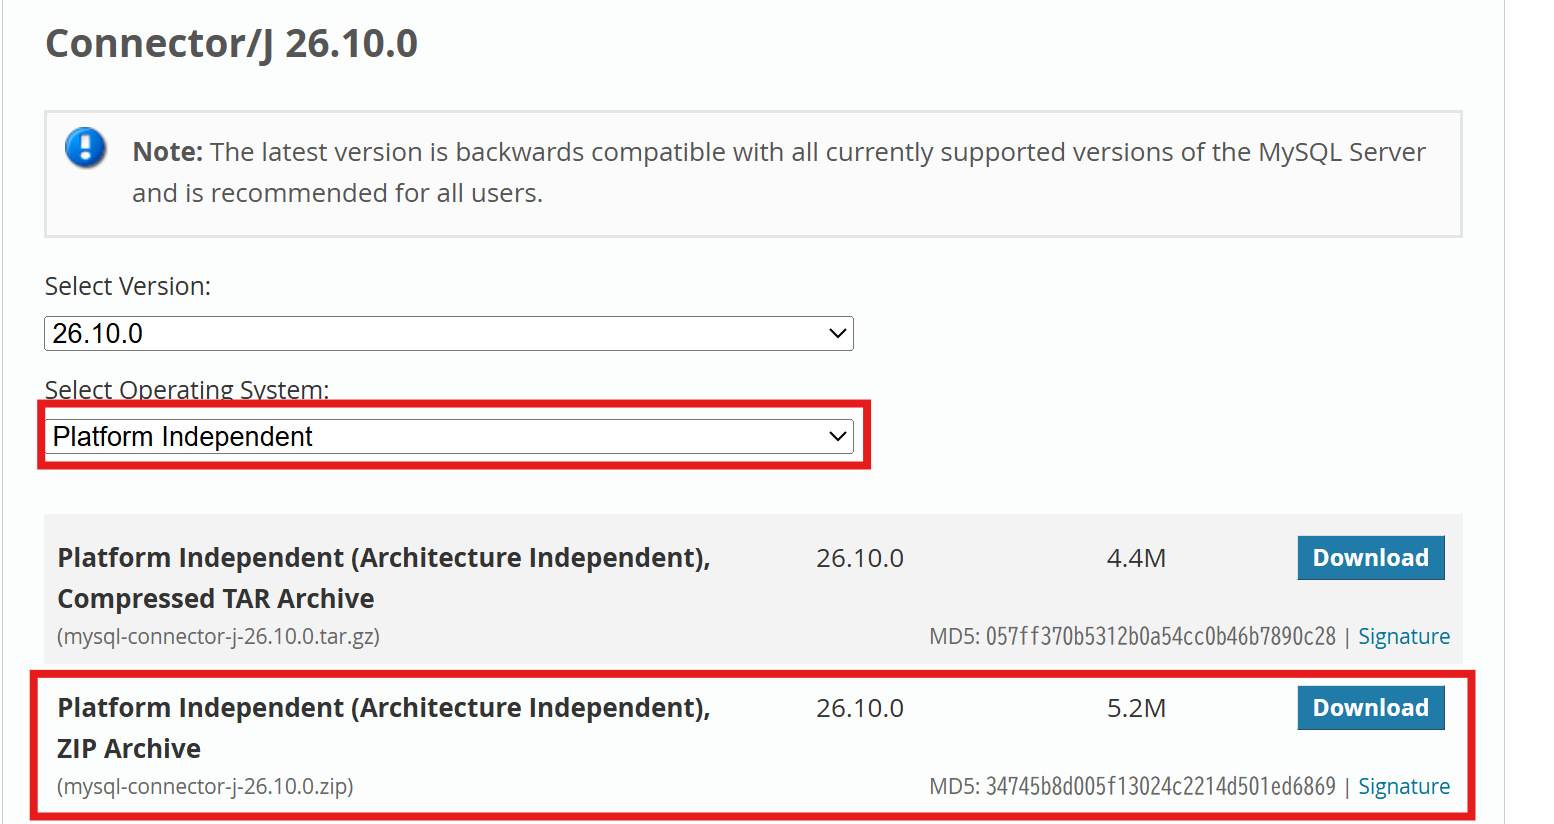 Connector/J 26.10.0
Note: The latest version is backwards compatible with all currently supported versions of the MySQL Server
and is recommended for all users.
Select Version:
26.10.0
Select Operating System:
Platform Independent
Platform Independent (Architecture Independent), 26.10.0 4.4M Download
Compressed TAR Archive
(mysql-connector-j-26.10.0.tar.gz) MD5: 057ff370b5312b0a54cc0b46b7890c28 | Signature
Platform Independent (Architecture Independent), 26.10.0 5.2M Download
ZIP Archive
(mysql-connector-j-26.10.0.zip) MD5: 34745b8d005f13024c2214d501ed6869 | Signature